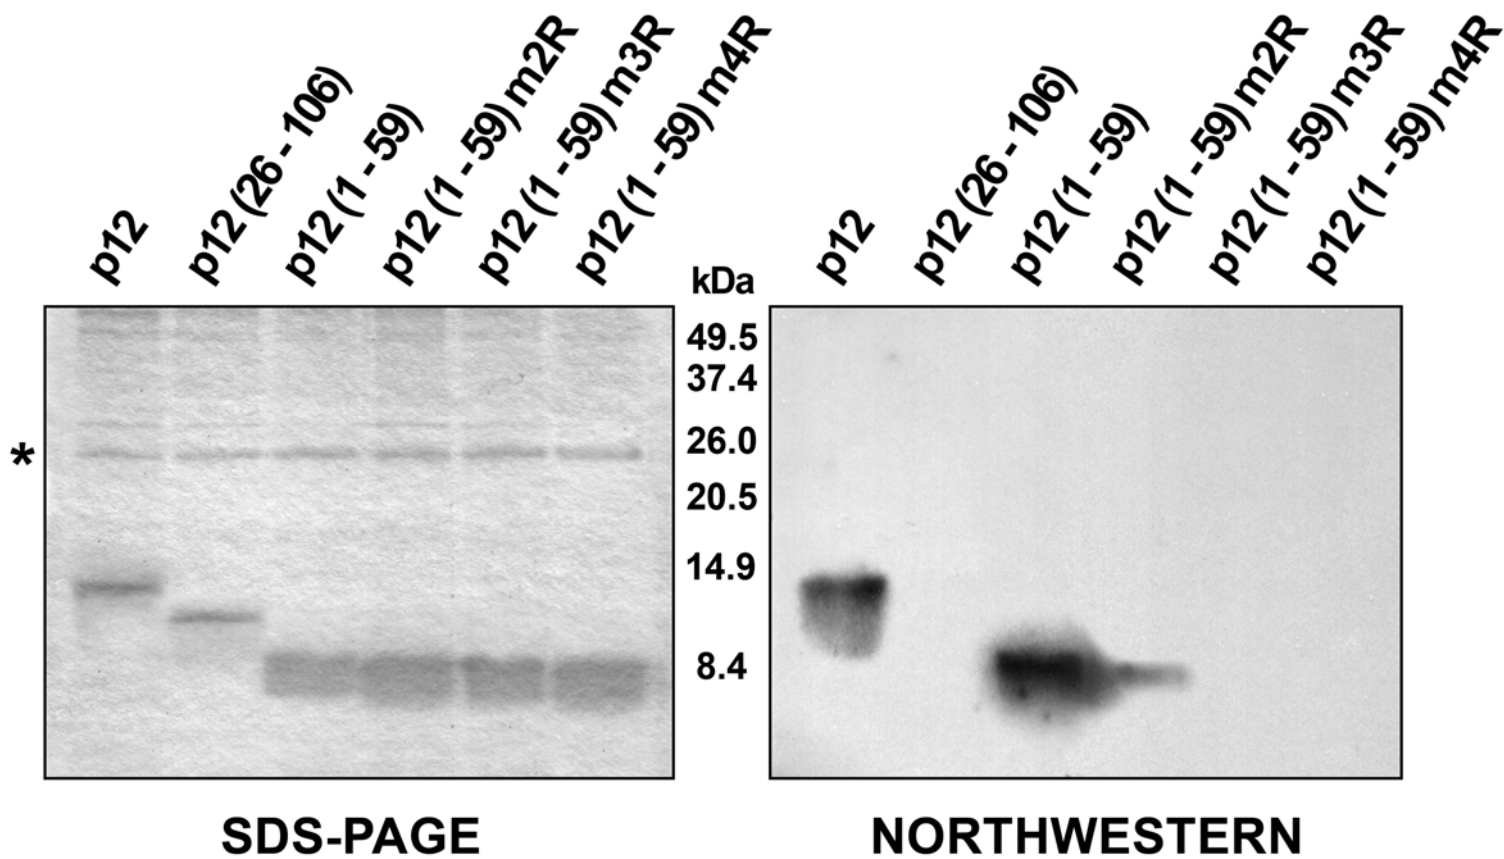 p12
p12 (26 - 106)
p12 (1 - 59)
p12 (1 - 59) m2R
p12 (1 - 59) m3R
p12 (1 - 59) m4R
kDa
p12
p12 (26 - 106)
p12 (1 - 59)
p12 (1 - 59) m2R
p12 (1 - 59) m3R
p12 (1 - 59) m4R
49.5
37.4
26.0
*
20.5
14.9
8.4
SDS-PAGE
NORTHWESTERN